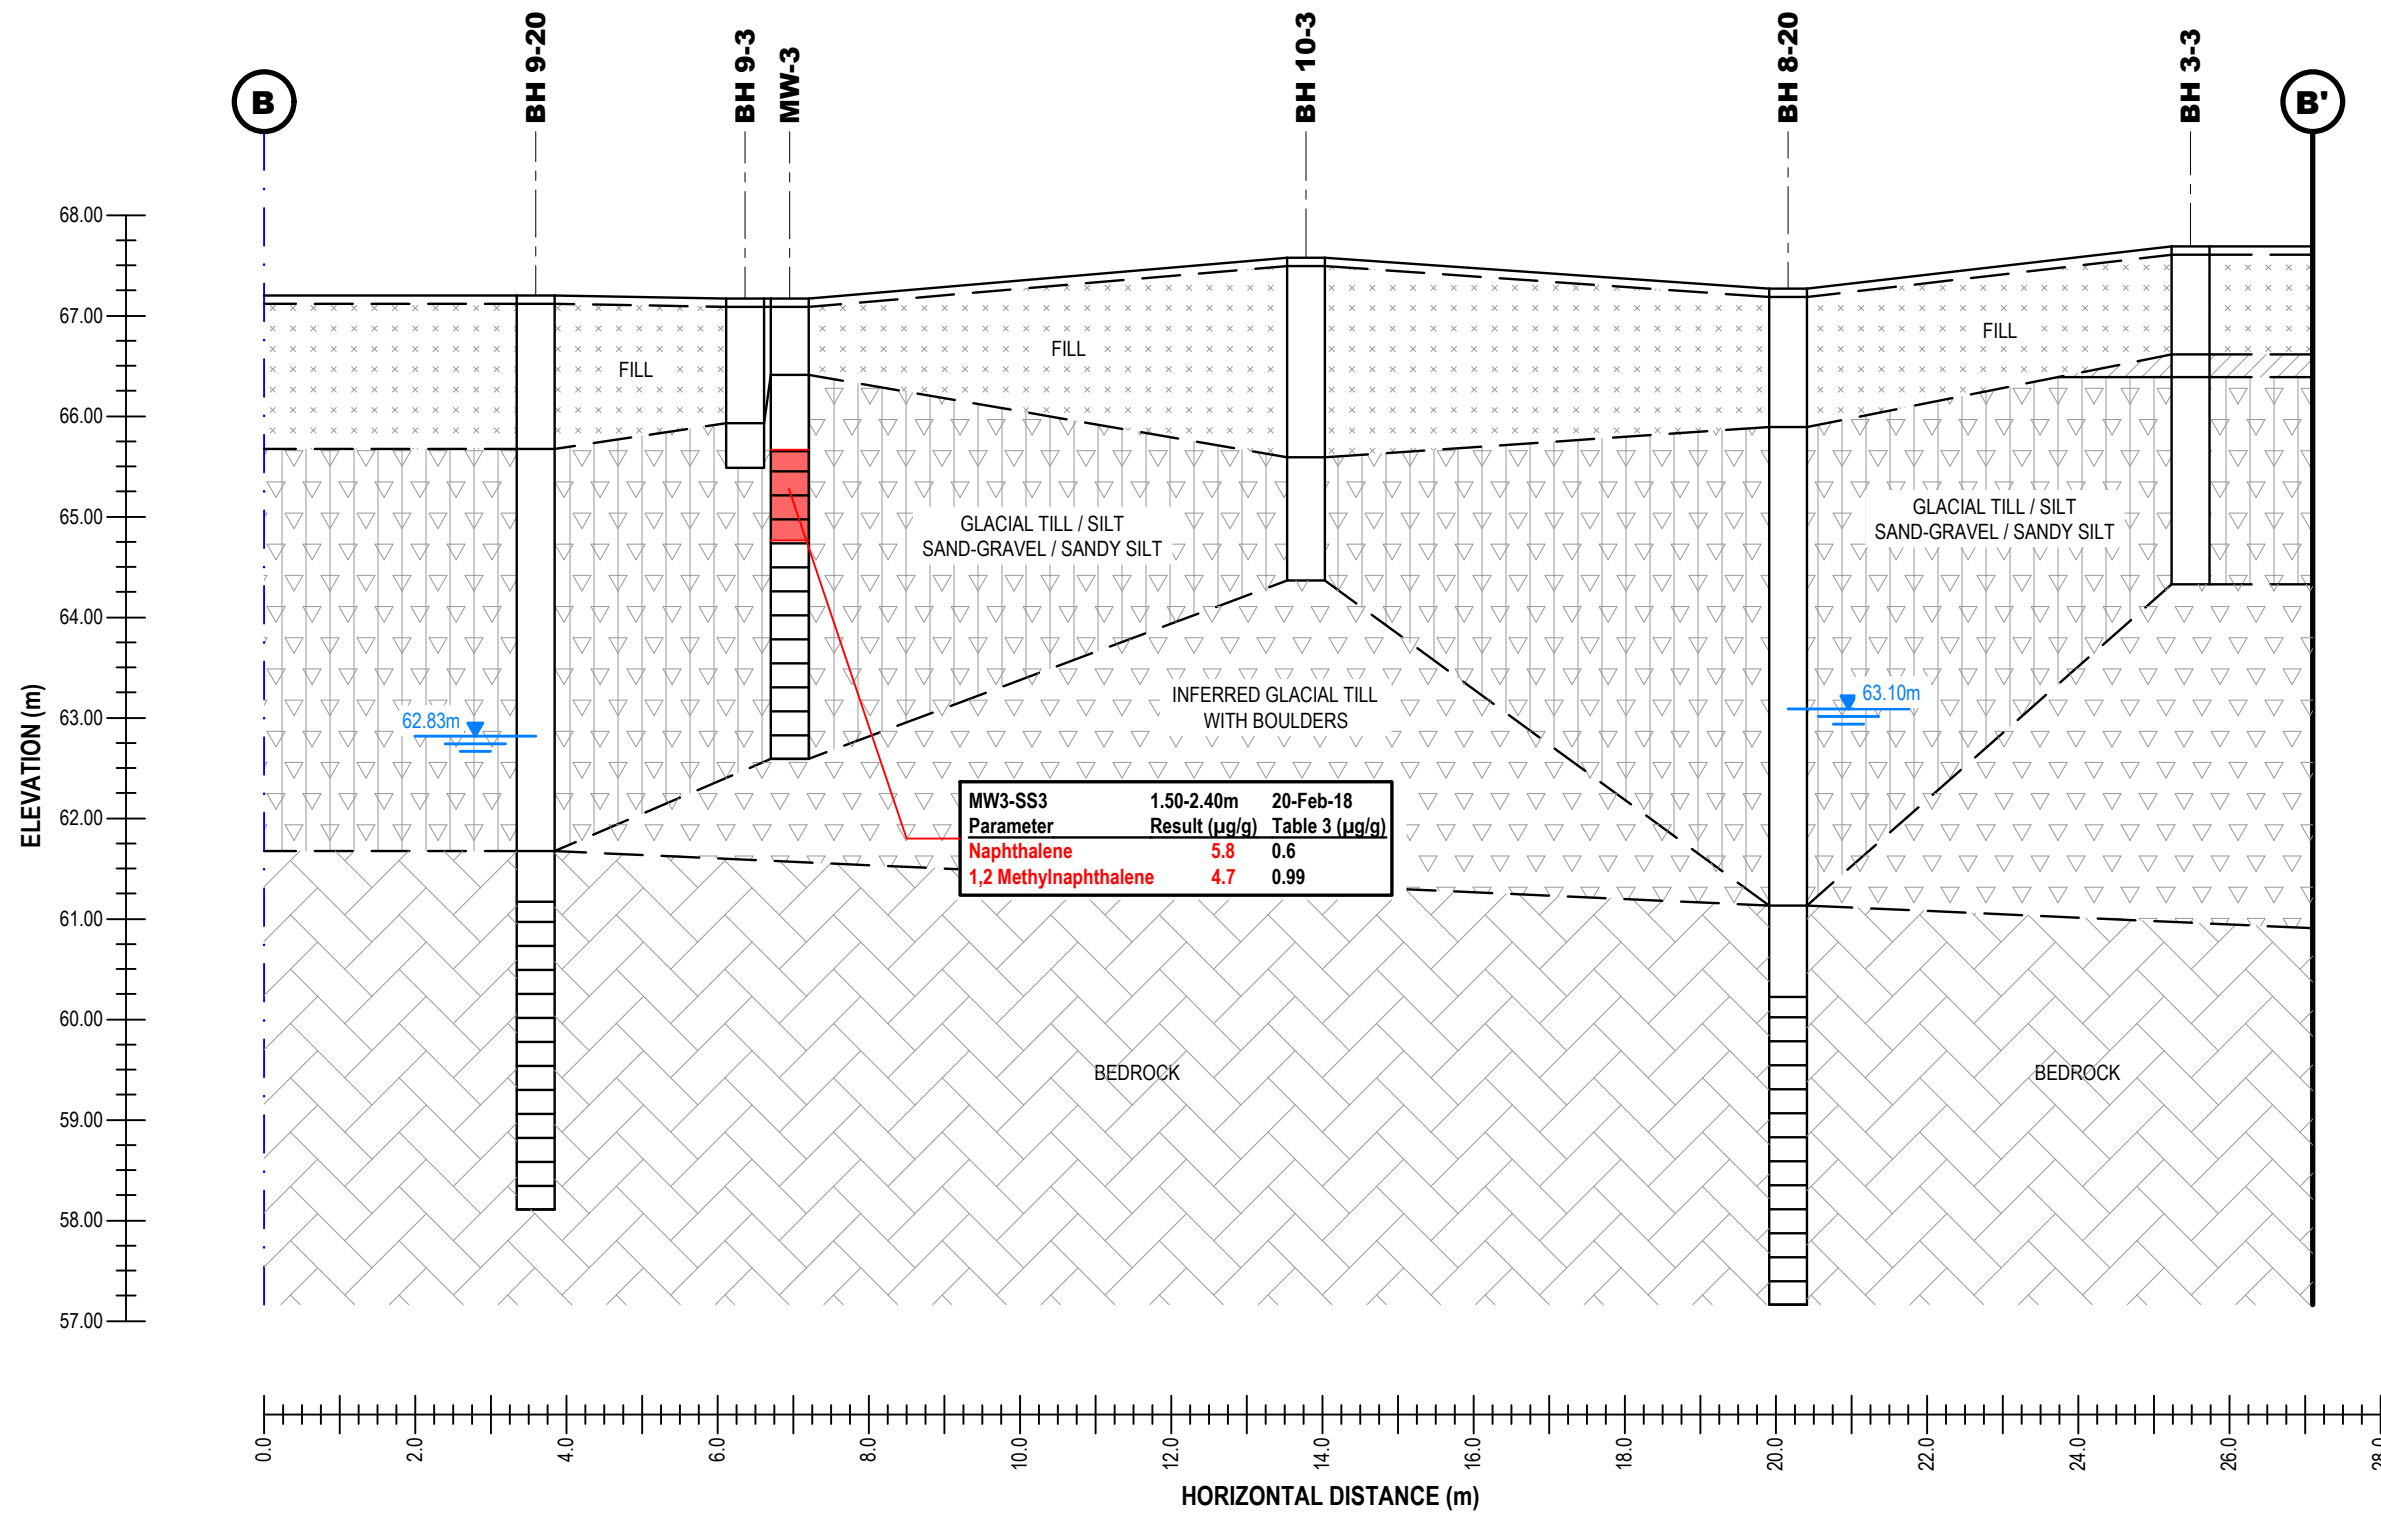 B
BH 9-20
BH 9-3
MW-3
BH 10-3
BH 8-20
BH 3-3
B'
68.00
67.00
66.00
65.00
64.00
63.00
62.00
61.00
60.00
59.00
58.00
57.00
ELEVATION (m)
FILL
FILL
FILL
GLACIAL TILL / SILT
SAND-GRAVEL / SANDY SILT
GLACIAL TILL / SILT
SAND-GRAVEL / SANDY SILT
62.83m
63.10m
INFERRED GLACIAL TILL
WITH BOULDERS
MW3-SS3 1.50-2.40m 20-Feb-18
Parameter Result (µg/g) Table 3 (µg/g)
Naphthalene 5.8 0.6
1,2 Methylnaphthalene 4.7 0.99
BEDROCK
BEDROCK
0.0 2.0 4.0 6.0 8.0 10.0 12.0 14.0 16.0 18.0 20.0 22.0 24.0 26.0 28.0
HORIZONTAL DISTANCE (m)